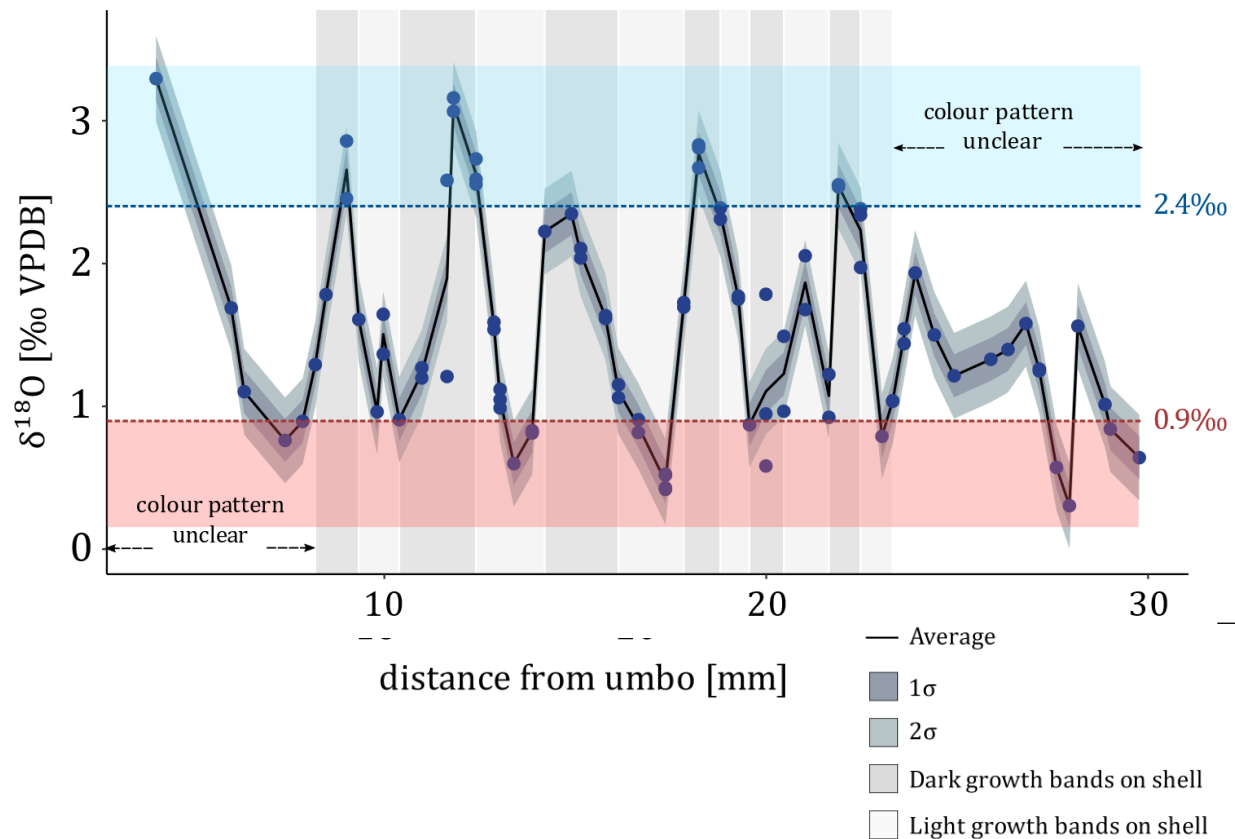 3
2
1
0
δ¹⁸O [‰ VPDB]
colour pattern
unclear
2.4‰
0.9‰
colour pattern
unclear
10
20
30
distance from umbo [mm]
Average
1σ
2σ
Dark growth bands on shell
Light growth bands on shell